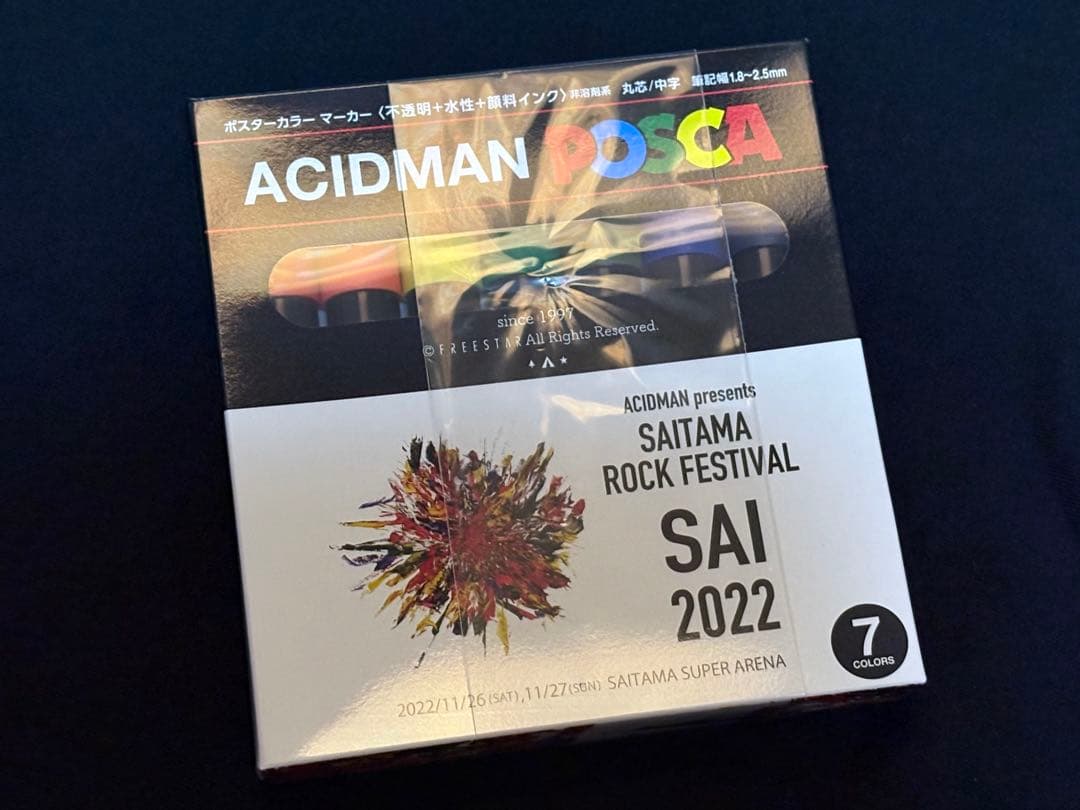 ポスターカラー マーカー〈不透明+水性+顔料インク〉非溶剤系 丸芯/中字 筆記幅1.8~2.5mm
ACIDMAN POSCA
since 1997
©FREESTAR All Rights Reserved.
ACIDMAN presents
SAITAMA
ROCK FESTIVAL
SAI
2022
7
COLORS
2022/11/26(SAT),11/27(SUN) SAITAMA SUPER ARENA